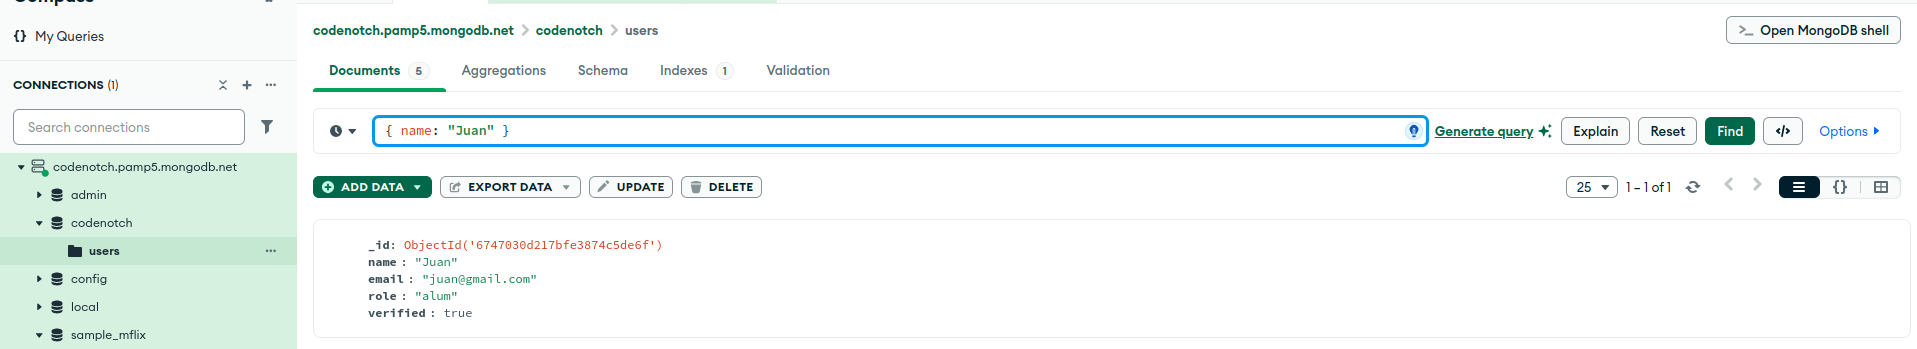 Compass
{} My Queries
CONNECTIONS (1)
Search connections
codenotch.pamp5.mongodb.net
admin
codenotch
users
config
local
sample_mflix
codenotch.pamp5.mongodb.net > codenotch > users
>_ Open MongoDB shell
Documents 5 Aggregations Schema Indexes 1 Validation
{ name: "Juan" }
Generate query Explain Reset Find </> Options
ADD DATA EXPORT DATA UPDATE DELETE
25 1 – 1 of 1 {}
_id: ObjectId('6747030d217bfe3874c5de6f')
name : "Juan"
email : "juan@gmail.com"
role : "alum"
verified : true